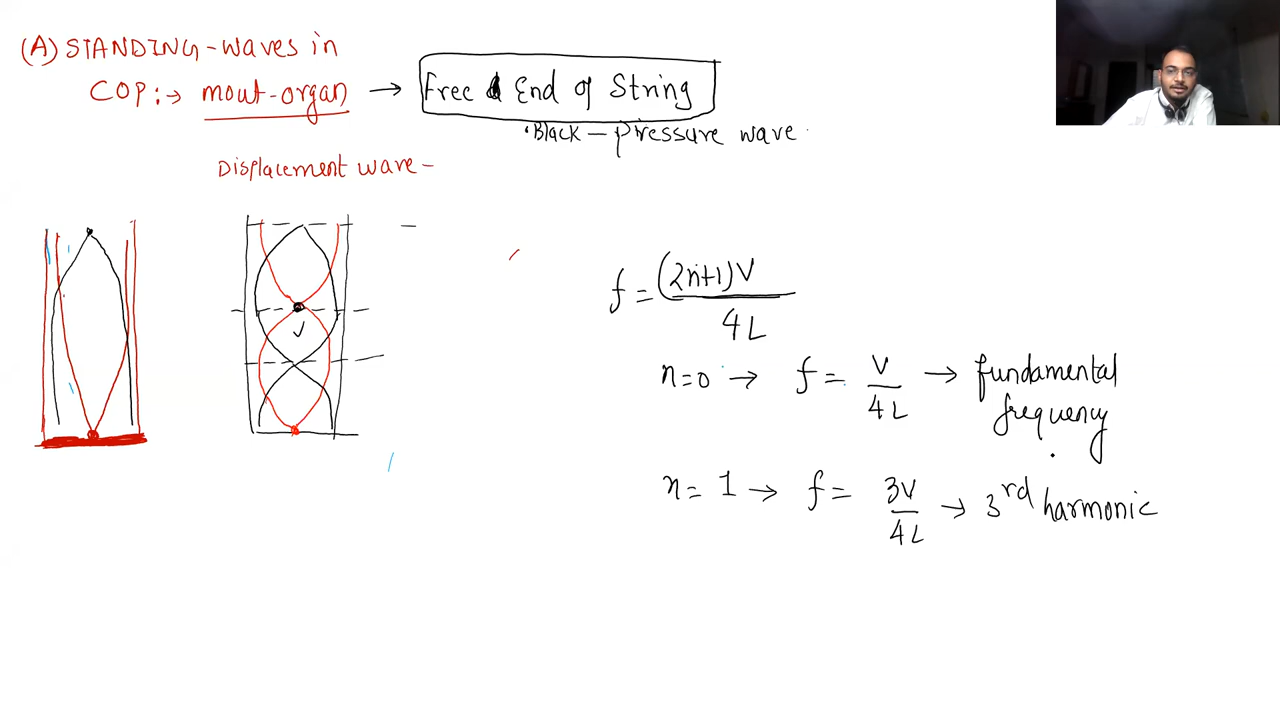 (A) STANDING-waves in
COP:→ mout-organ → Free End of String
• Black — pressure wave
Displacement wave –
f = (2n+1)V
4L
n=0 → f = V/4L → fundamental frequency
n= 1 → f = 3V/4L → 3rd harmonic